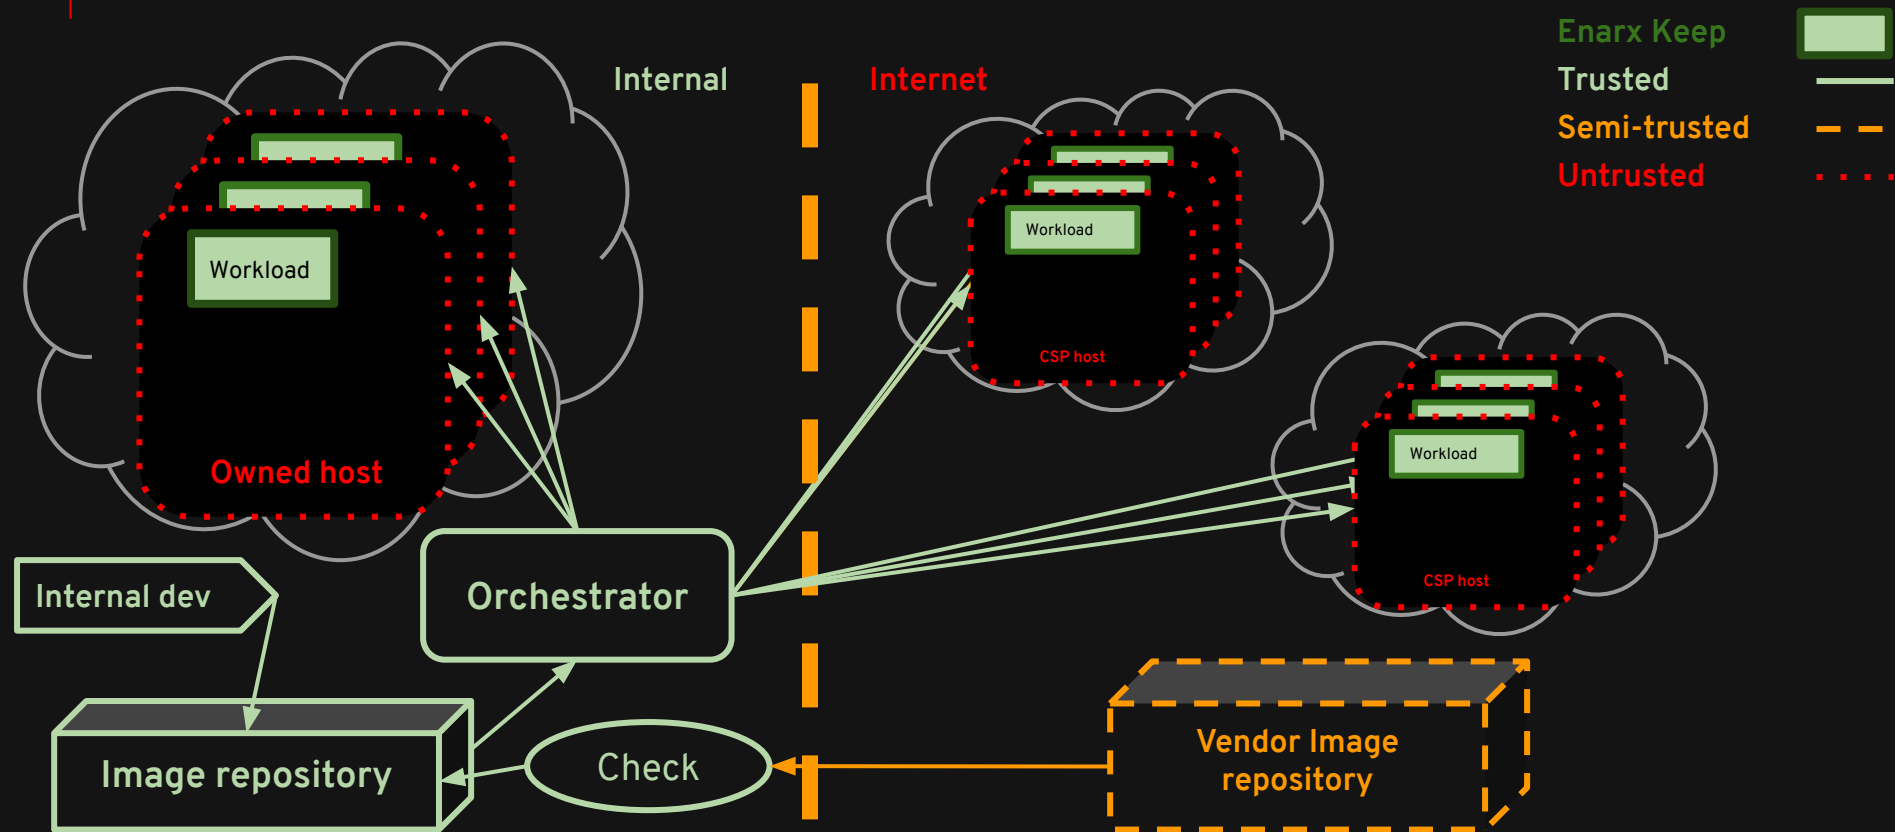 Enarx Keep
Internal
Internet
Trusted
Semi-trusted
Untrusted
Workload
Workload
CSP host
Workload
Owned host
CSP host
Internal dev
Orchestrator
Vendor Image
repository
Image repository
Check